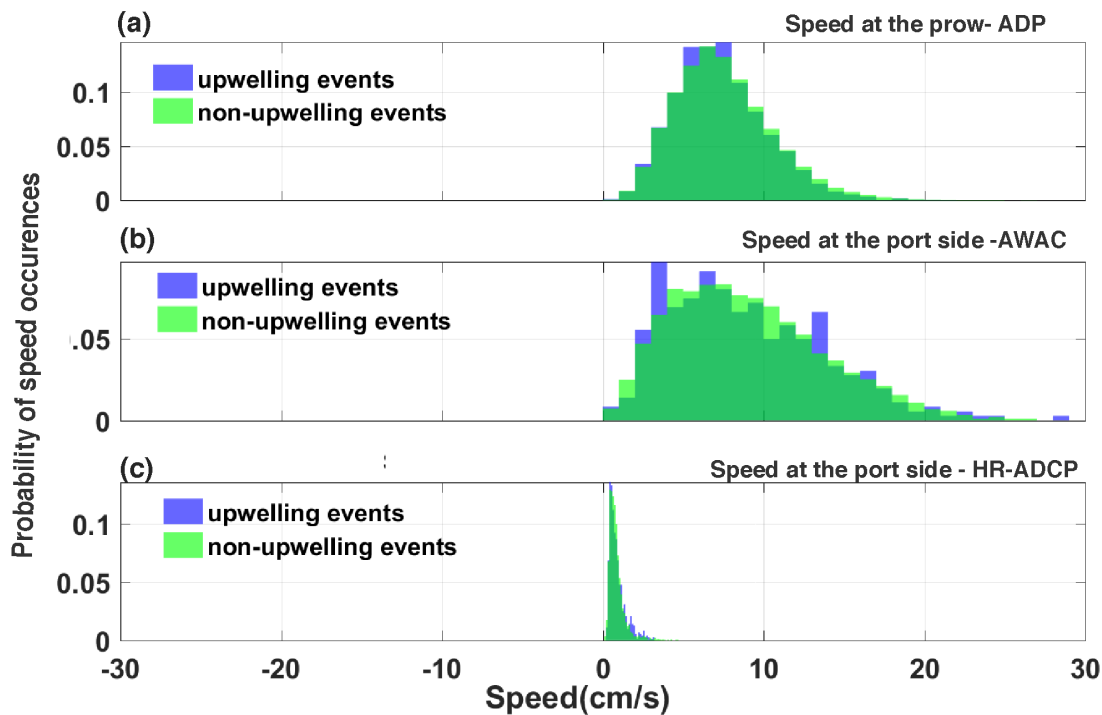 (a)
Speed at the prow- ADP
upwelling events
non-upwelling events
0.1
0.05
0
(b)
Speed at the port side -AWAC
upwelling events
non-upwelling events
.05
0
(c)
Speed at the port side - HR-ADCP
upwelling events
non-upwelling events
0.1
0.05
0
-30
-20
-10
0
10
20
30
Speed(cm/s)
Probability of speed occurences